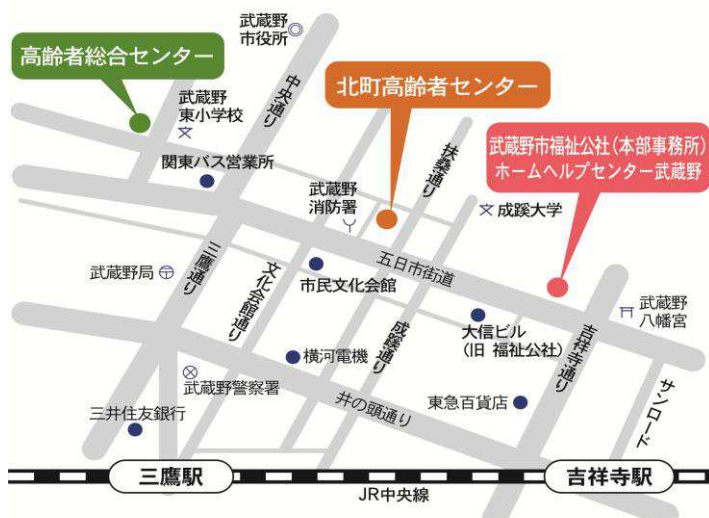 武蔵野
市役所
高齢者総合センター
中央通り
北町高齢者センター
武蔵野
東小学校
扶桑通り
武蔵野市福祉公社(本部事務所)
ホームヘルプセンター武蔵野
関東バス営業所
武蔵野
消防署
成蹊大学
三鷹通り
五日市街道
武蔵野局
文化会館通り
市民文化会館
武蔵野
八幡宮
大信ビル
(旧 福祉公社)
成蹊通り
吉祥寺通り
横河電機
武蔵野警察署
井の頭通り
東急百貨店
サンロード
三井住友銀行
三鷹駅
吉祥寺駅
JR中央線